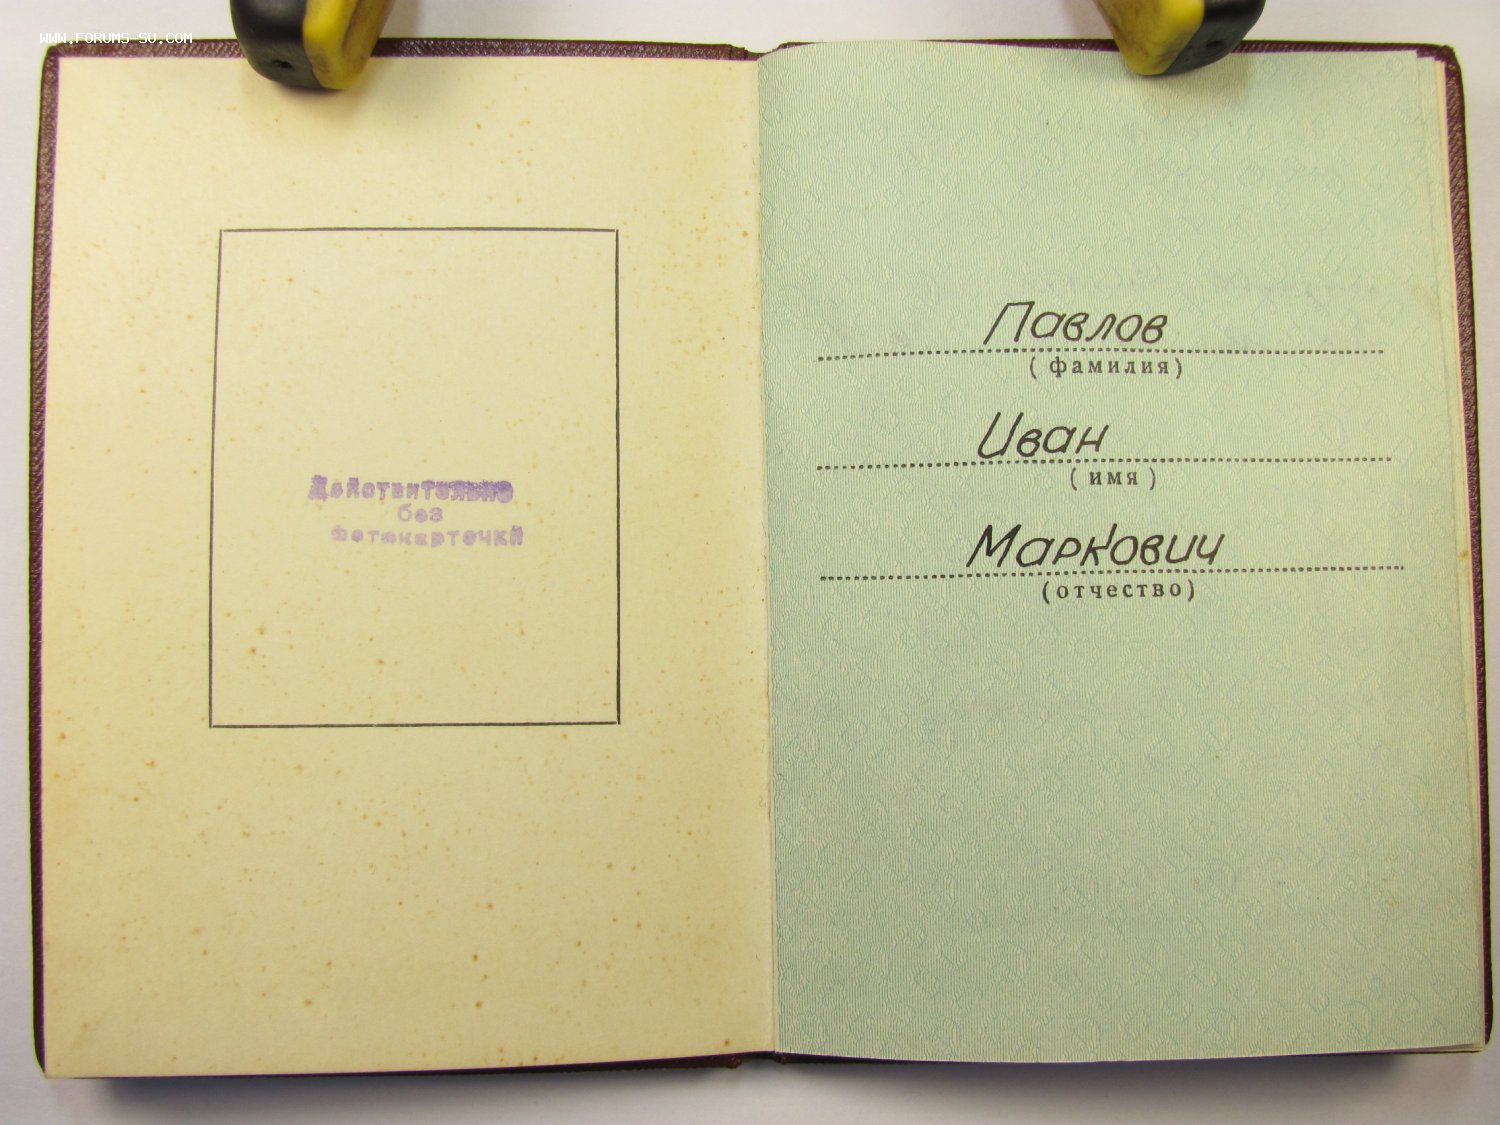 WWW.FORUMS-SU.COM
Действительно
без
фотокарточки
Павлов
(фамилия)
Иван
(имя)
Маркович
(отчество)